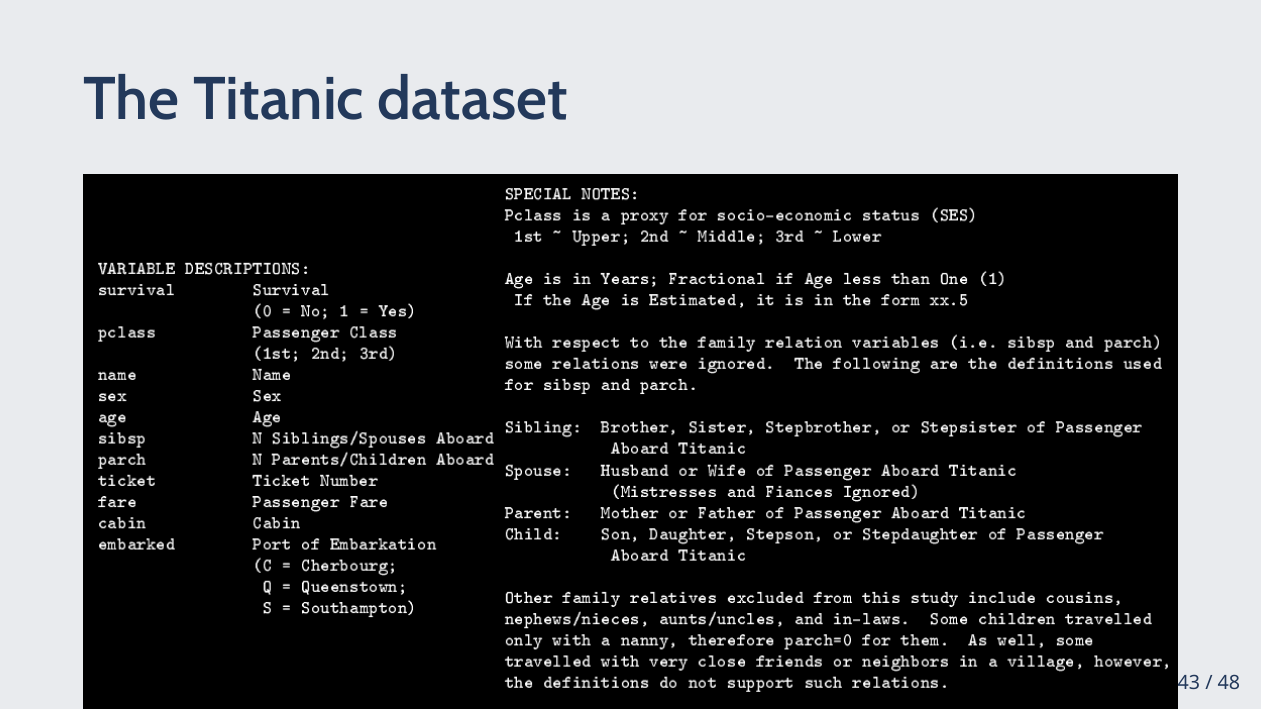 The Titanic dataset
VARIABLE DESCRIPTIONS:
survival        Survival
                (0 = No; 1 = Yes)
pclass          Passenger Class
                (1st; 2nd; 3rd)
name            Name
sex             Sex
age             Age
sibsp           N Siblings/Spouses Aboard
parch           N Parents/Children Aboard
ticket          Ticket Number
fare            Passenger Fare
cabin           Cabin
embarked        Port of Embarkation
                (C = Cherbourg;
                 Q = Queenstown;
                 S = Southampton)
SPECIAL NOTES:
Pclass is a proxy for socio-economic status (SES)
 1st ~ Upper; 2nd ~ Middle; 3rd ~ Lower
Age is in Years; Fractional if Age less than One (1)
 If the Age is Estimated, it is in the form xx.5
With respect to the family relation variables (i.e. sibsp and parch)
some relations were ignored.  The following are the definitions used
for sibsp and parch.
Sibling:  Brother, Sister, Stepbrother, or Stepsister of Passenger
           Aboard Titanic
Spouse:   Husband or Wife of Passenger Aboard Titanic
           (Mistresses and Fiances Ignored)
Parent:   Mother or Father of Passenger Aboard Titanic
Child:    Son, Daughter, Stepson, or Stepdaughter of Passenger
           Aboard Titanic
Other family relatives excluded from this study include cousins,
nephews/nieces, aunts/uncles, and in-laws.  Some children travelled
only with a nanny, therefore parch=0 for them.  As well, some
travelled with very close friends or neighbors in a village, however,
the definitions do not support such relations.
43 / 48